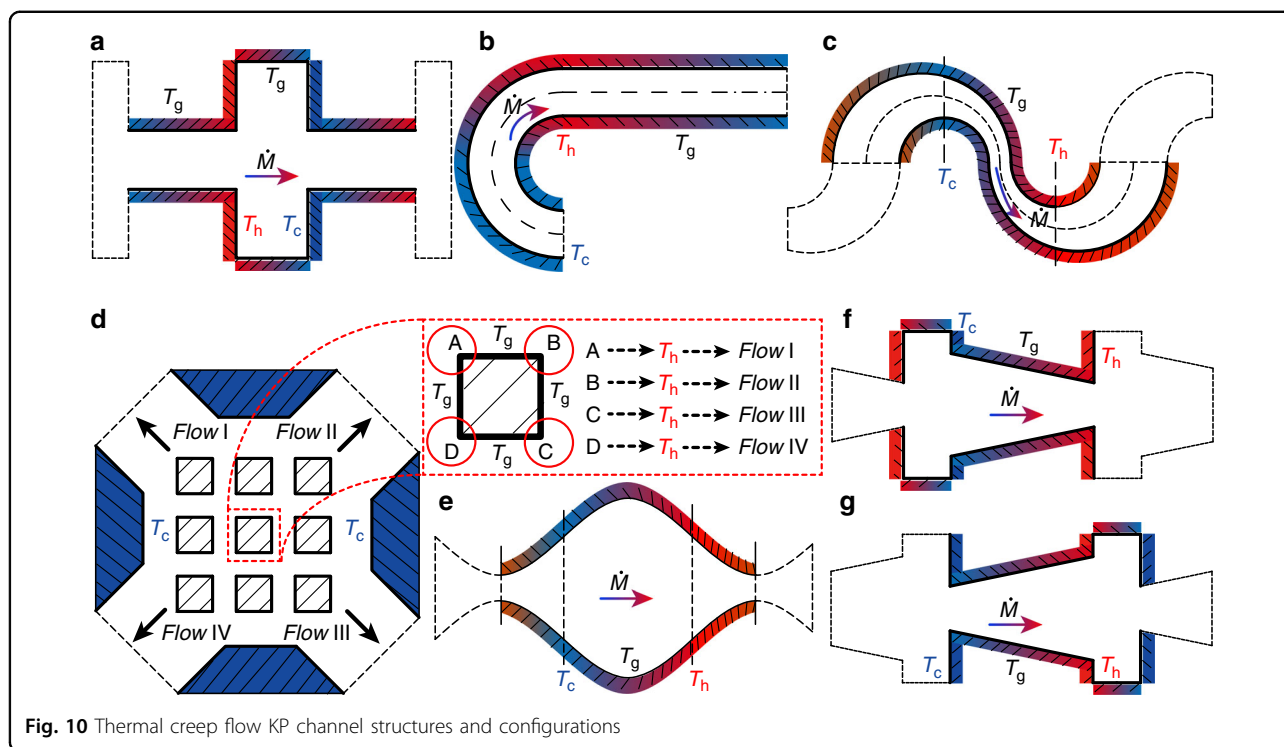 a
T_g
T_g
Ṁ
T_h
T_c
b
Ṁ
T_h
T_g
T_c
c
T_g
T_h
T_c
Ṁ
d
Flow I
Flow II
T_c
T_c
Flow IV
Flow III
A
T_g
B
T_g
T_g
D
T_g
C
A T_h Flow I
B T_h Flow II
C T_h Flow III
D T_h Flow IV
e
Ṁ
T_g
T_c
T_h
f
T_c
T_g
T_h
Ṁ
g
Ṁ
T_c
T_g
T_h
Fig. 10 Thermal creep flow KP channel structures and configurations